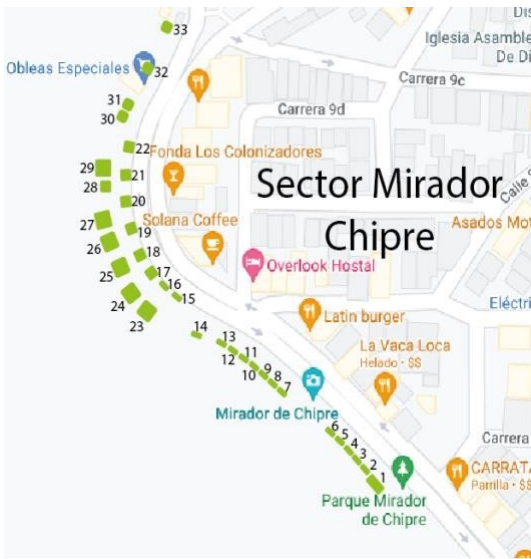 33
Dis
Iglesia Asamble
De Di
Obleas Especiales
32
Carrera 9c
31
30
Carrera 9d
22
Fonda Los Colonizadores
29
21
28
Sector Mirador
Chipre
Calle 9
20
27
Solana Coffee
19
Asados Mot
26
18
25
17
Overlook Hostal
16
15
24
23
Eléctri
14
Latin burger
13
12
11
10
9
8
7
La Vaca Loca
Helado · $$
Mirador de Chipre
6
5
4
3
2
1
Carrera
CARRATA
Parrilla · $$
Parque Mirador
de Chipre